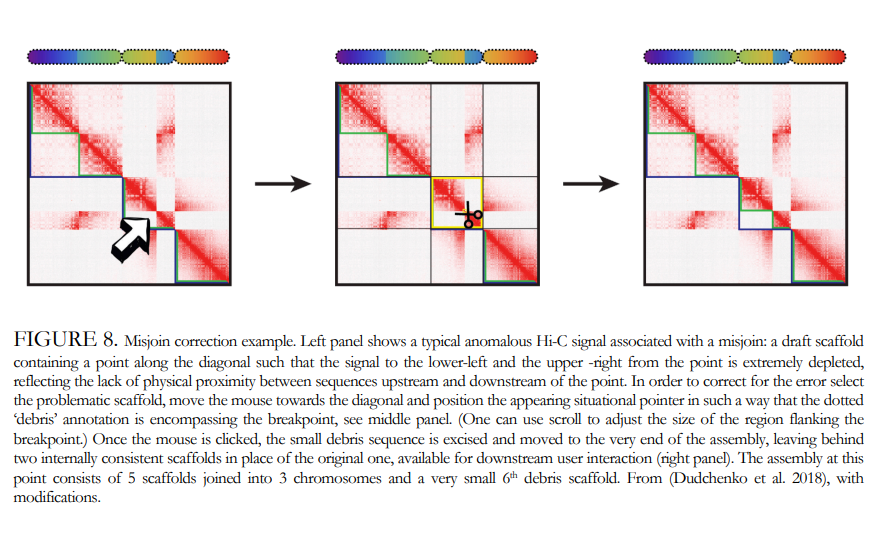 FIGURE 8. Misjoin correction example. Left panel shows a typical anomalous Hi-C signal associated with a misjoin: a draft scaffold
containing a point along the diagonal such that the signal to the lower-left and the upper -right from the point is extremely depleted,
reflecting the lack of physical proximity between sequences upstream and downstream of the point. In order to correct for the error select
the problematic scaffold, move the mouse towards the diagonal and position the appearing situational pointer in such a way that the dotted
‘debris’ annotation is encompassing the breakpoint, see middle panel. (One can use scroll to adjust the size of the region flanking the
breakpoint.) Once the mouse is clicked, the small debris sequence is excised and moved to the very end of the assembly, leaving behind
two internally consistent scaffolds in place of the original one, available for downstream user interaction (right panel). The assembly at this
point consists of 5 scaffolds joined into 3 chromosomes and a very small 6th debris scaffold. From (Dudchenko et al. 2018), with
modifications.